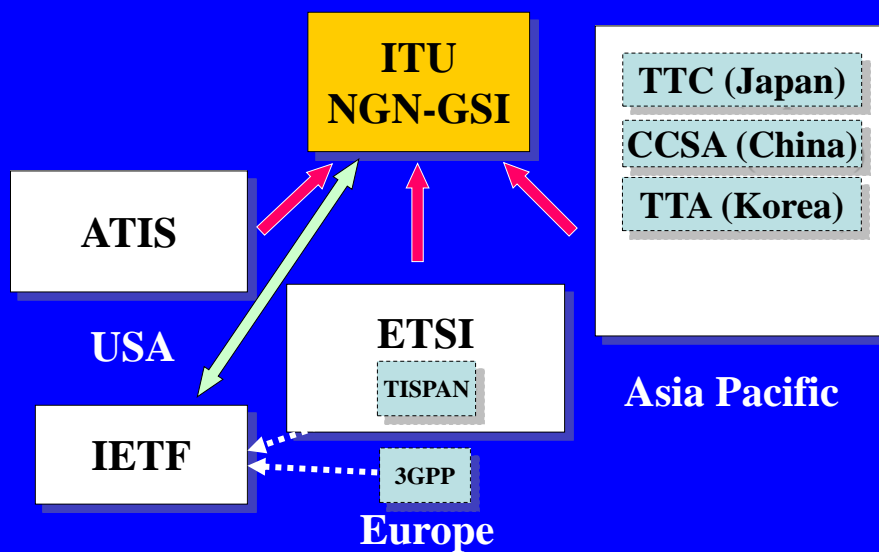 ITU
NGN-GSI
TTC (Japan)
CCSA (China)
TTA (Korea)
ATIS
USA
ETSI
TISPAN
Asia Pacific
IETF
3GPP
Europe